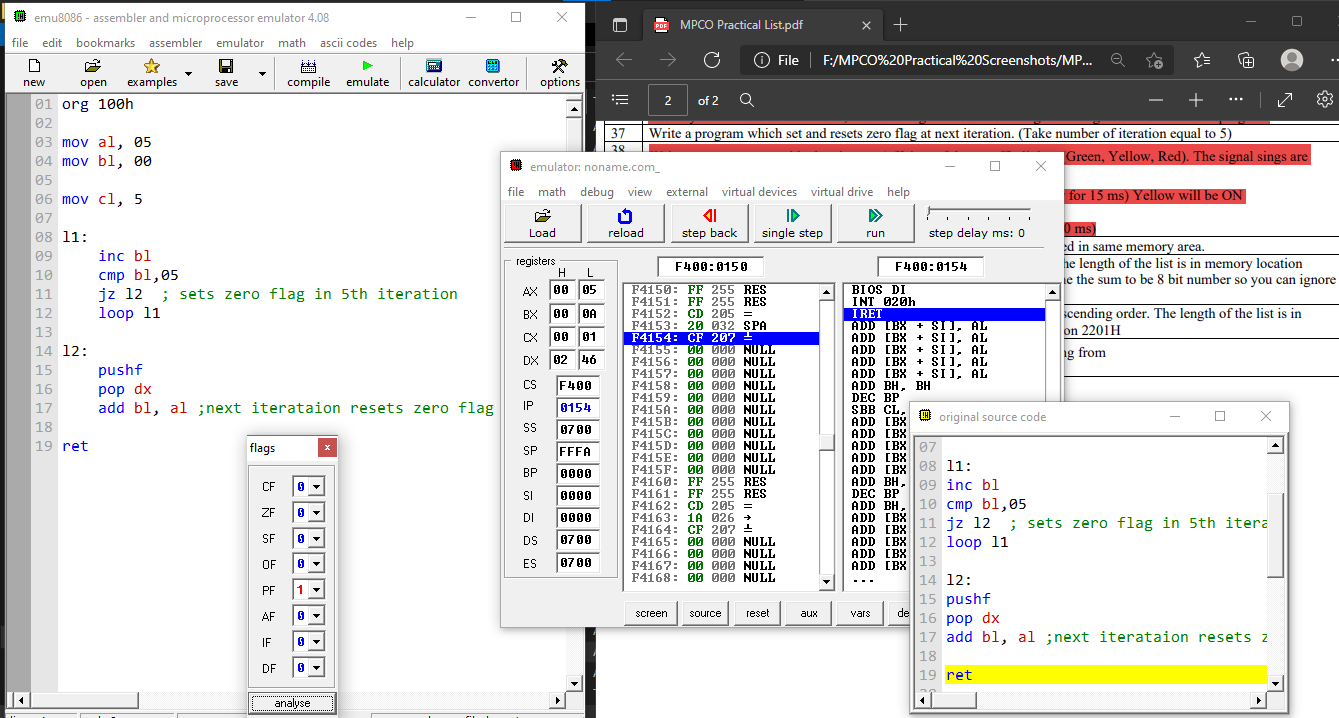 emu8086 - assembler and microprocessor emulator 4.08
file edit bookmarks assembler emulator math ascii codes help
new open examples save compile emulate calculator convertor options
01 org 100h
02
03 mov al, 05
04 mov bl, 00
05
06 mov cl, 5
07
08 l1:
09 inc bl
10 cmp bl,05
11 jz l2 ; sets zero flag in 5th iteration
12 loop l1
13
14 l2:
15 pushf
16 pop dx
17 add bl, al ;next iterataion resets zero flag
18
19 ret
flags
CF 0
ZF 0
SF 0
OF 0
PF 1
AF 0
IF 0
DF 0
analyse
MPCO Practical List.pdf
File F:/MPCO%20Practical%20Screenshots/MP...
2 of 2
37 Write a program which set and resets zero flag at next iteration. (Take number of iteration equal to 5)
38
Green, Yellow, Red). The signal sings are
for 15 ms) Yellow will be ON
0 ms)
ed in same memory area.
he length of the list is in memory location
e the sum to be 8 bit number so you can ignore
scending order. The length of the list is in
on 2201H
ng from
emulator: noname.com_
file math debug view external virtual devices virtual drive help
Load reload step back single step run step delay ms: 0
registers
F400:0150 F400:0154
H L
AX 00 05
BX 00 0A
CX 00 01
DX 02 46
CS F400
IP 0154
SS 0700
SP FFFA
BP 0000
SI 0000
DI 0000
DS 0700
ES 0700
F4150: FF 255 RES
F4151: FF 255 RES
F4152: CD 205 =
F4153: 20 032 SPA
F4154: CF 207 ╧
F4155: 00 000 NULL
F4156: 00 000 NULL
F4157: 00 000 NULL
F4158: 00 000 NULL
F4159: 00 000 NULL
F415A: 00 000 NULL
F415B: 00 000 NULL
F415C: 00 000 NULL
F415D: 00 000 NULL
F415E: 00 000 NULL
F415F: 00 000 NULL
F4160: FF 255 RES
F4161: FF 255 RES
F4162: CD 205 =
F4163: 1A 026 →
F4164: CF 207 ╧
F4165: 00 000 NULL
F4166: 00 000 NULL
F4167: 00 000 NULL
F4168: 00 000 NULL
BIOS DI
INT 020h
IRET
ADD [BX + SI], AL
ADD [BX + SI], AL
ADD [BX + SI], AL
ADD [BX + SI], AL
ADD [BX + SI], AL
ADD BH, BH
DEC BP
SBB CL,
ADD [BX
ADD [BX
ADD [BX
ADD [BX
ADD [BX
ADD BH,
DEC BP
ADD BH,
ADD [BX
ADD [BX
ADD [BX
ADD [BX
ADD [BX
...
screen source reset aux vars de
original source code
07
08 l1:
09 inc bl
10 cmp bl,05
11 jz l2 ; sets zero flag in 5th itera
12 loop l1
13
14 l2:
15 pushf
16 pop dx
17 add bl, al ;next iterataion resets z
18
19 ret